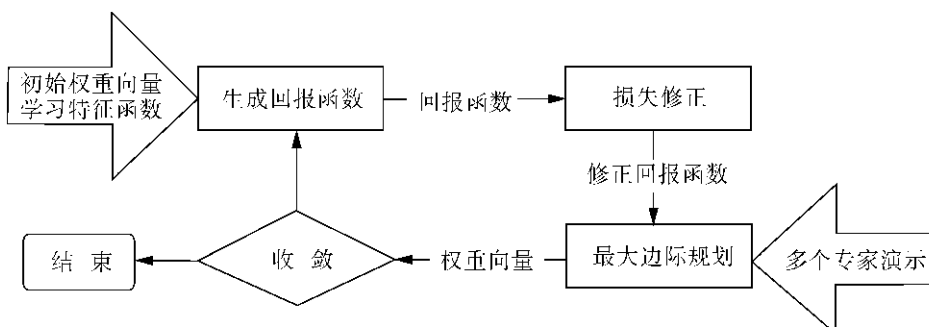 初始权重向量
学习特征函数
生成回报函数
回报函数
损失修正
修正回报函数
结 束
收 敛
权重向量
最大边际规划
多个专家演示